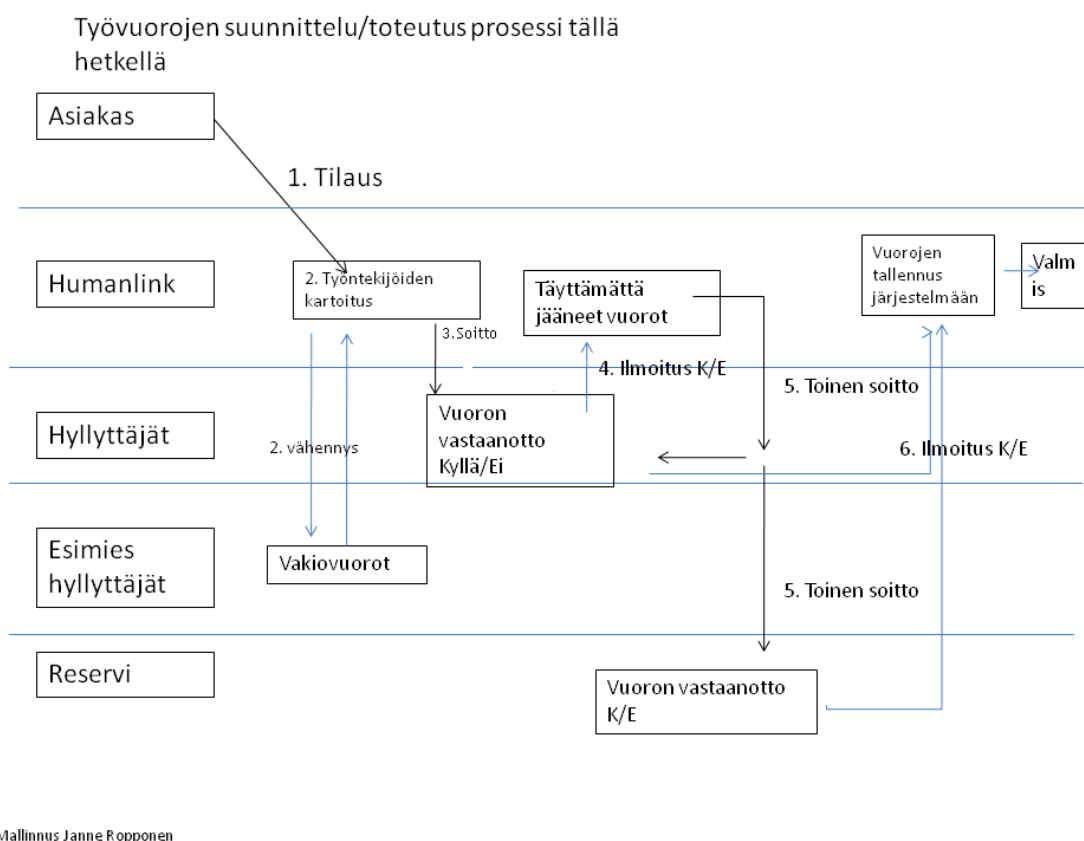 Työvuorojen suunnittelu/toteutus prosessi tällä
hetkellä
Asiakas
1. Tilaus
Humanlink
2. Työntekijöiden
kartoitus
3.Soitto
Täyttämättä
jääneet vuorot
Vuorojen
tallennus
järjestelmään
Valm
is
4. Ilmoitus K/E
5. Toinen soitto
Hyllyttäjät
2. vähennys
Vuoron
vastaanotto
Kyllä/Ei
6. Ilmoitus K/E
Esimies
hyllyttäjät
Vakiovuorot
5. Toinen soitto
Reservi
Vuoron vastaanotto
K/E
Mallinnus Janne Ropponen